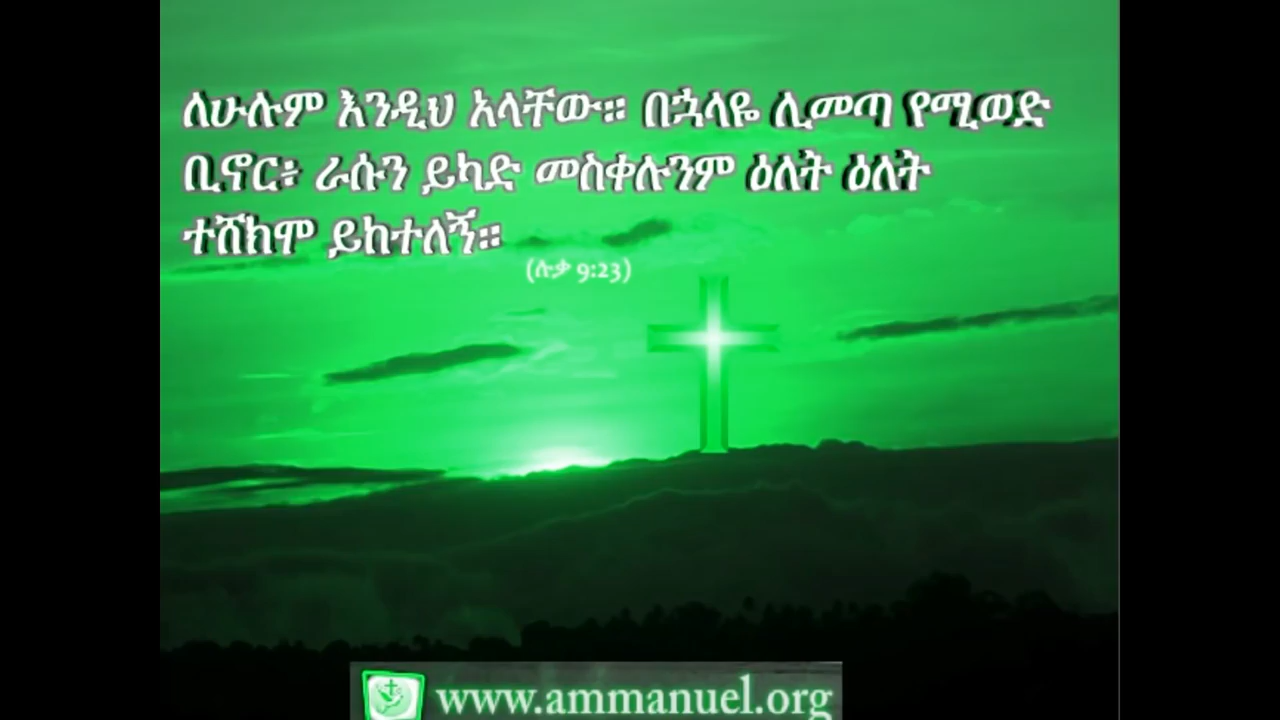 ለሁሉም እንዲህ አላቸው። በኋላዬ ሊመጣ የሚወድ
ቢኖር፥ ራሱን ይካድ መስቀሉንም ዕለት ዕለት
ተሸክሞ ይከተለኝ።
(ሉቃ 9:23)
www.ammanuel.org